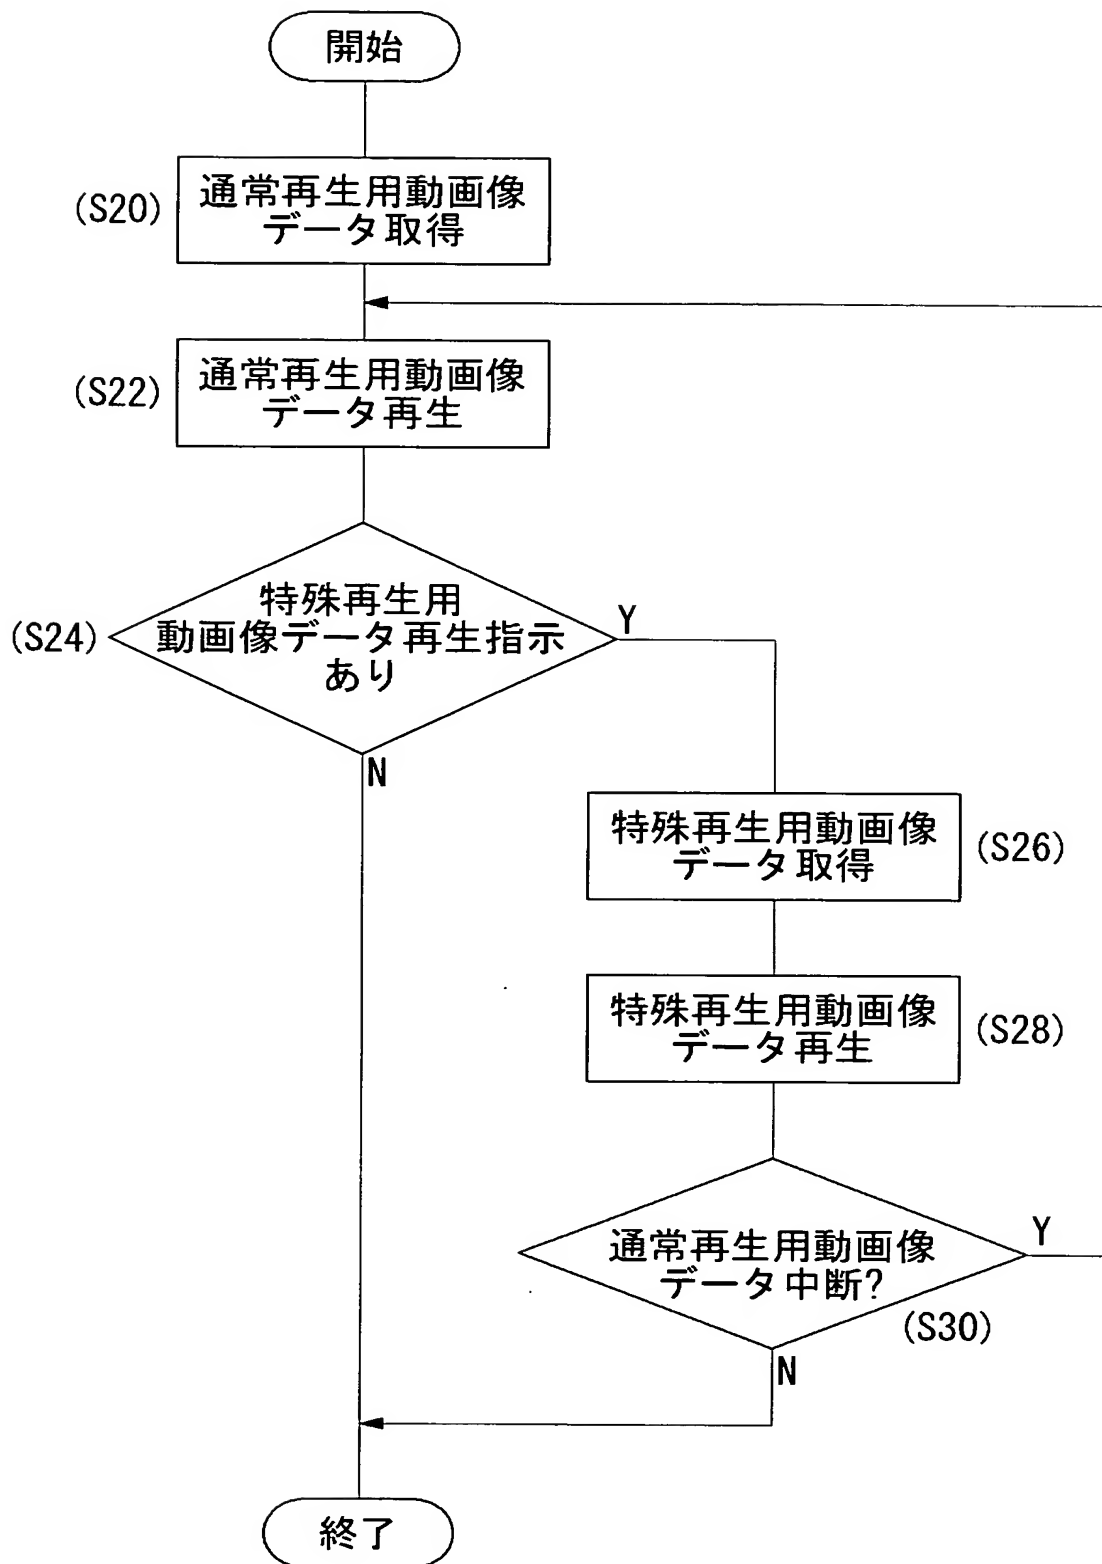 開始
(S20)
通常再生用動画像
データ取得
(S22)
通常再生用動画像
データ再生
(S24)
特殊再生用
動画像データ再生指示
あり
Y
N
特殊再生用動画像
データ取得
(S26)
特殊再生用動画像
データ再生
(S28)
通常再生用動画像
データ中断?
Y
(S30)
N
終了